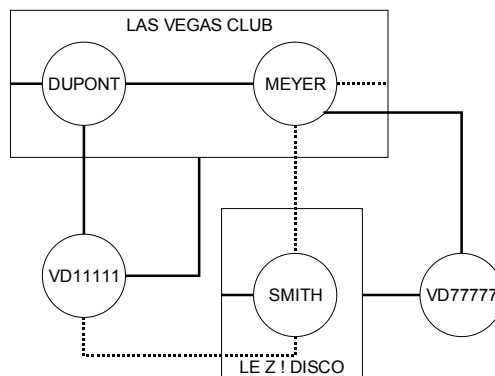 LAS VEGAS CLUB
DUPONT
MEYER
VD11111
SMITH
VD77777
LE Z ! DISCO